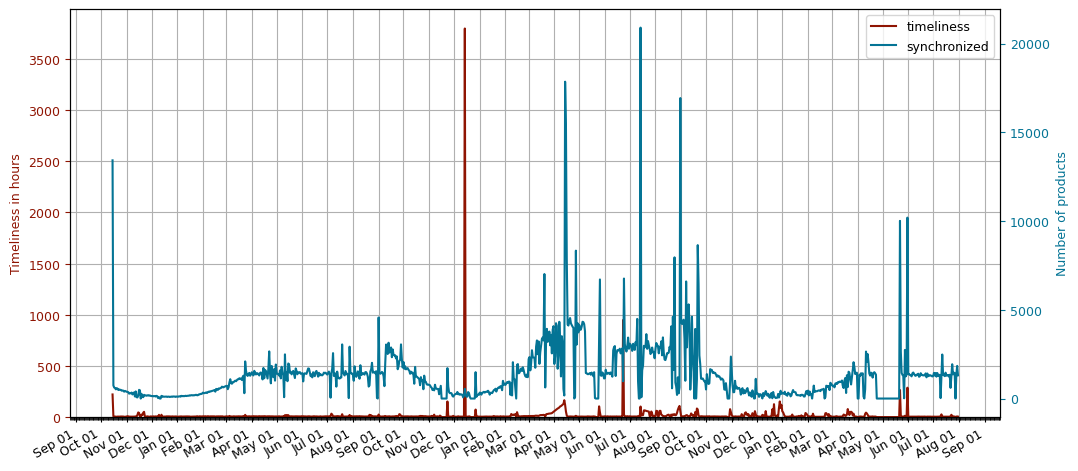 timeliness
synchronized
Timeliness in hours
3500
3000
2500
2000
1500
1000
500
0
Number of products
20000
15000
10000
5000
0
Sep 01 Oct 01 Nov 01 Dec 01 Jan 01 Feb 01 Mar 01 Apr 01 May 01 Jun 01 Jul 01 Aug 01 Sep 01 Oct 01 Nov 01 Dec 01 Jan 01 Feb 01 Mar 01 Apr 01 May 01 Jun 01 Jul 01 Aug 01 Sep 01 Oct 01 Nov 01 Dec 01 Jan 01 Feb 01 Mar 01 Apr 01 May 01 Jun 01 Jul 01 Aug 01 Sep 01